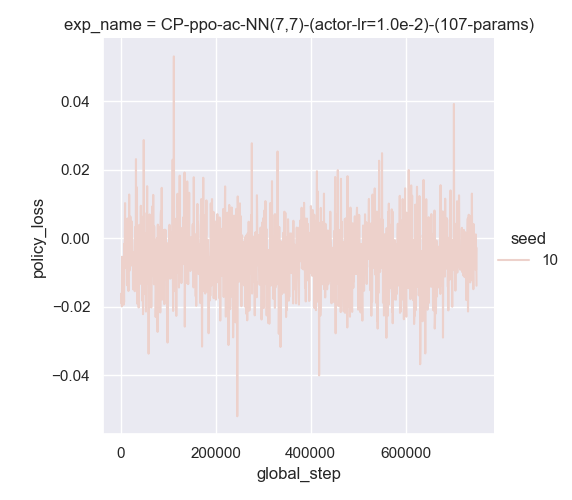 exp_name = CP-ppo-ac-NN(7,7)-(actor-lr=1.0e-2)-(107-params)
0.04
0.02
0.00
−0.02
−0.04
policy_loss
0 200000 400000 600000
global_step
seed
10